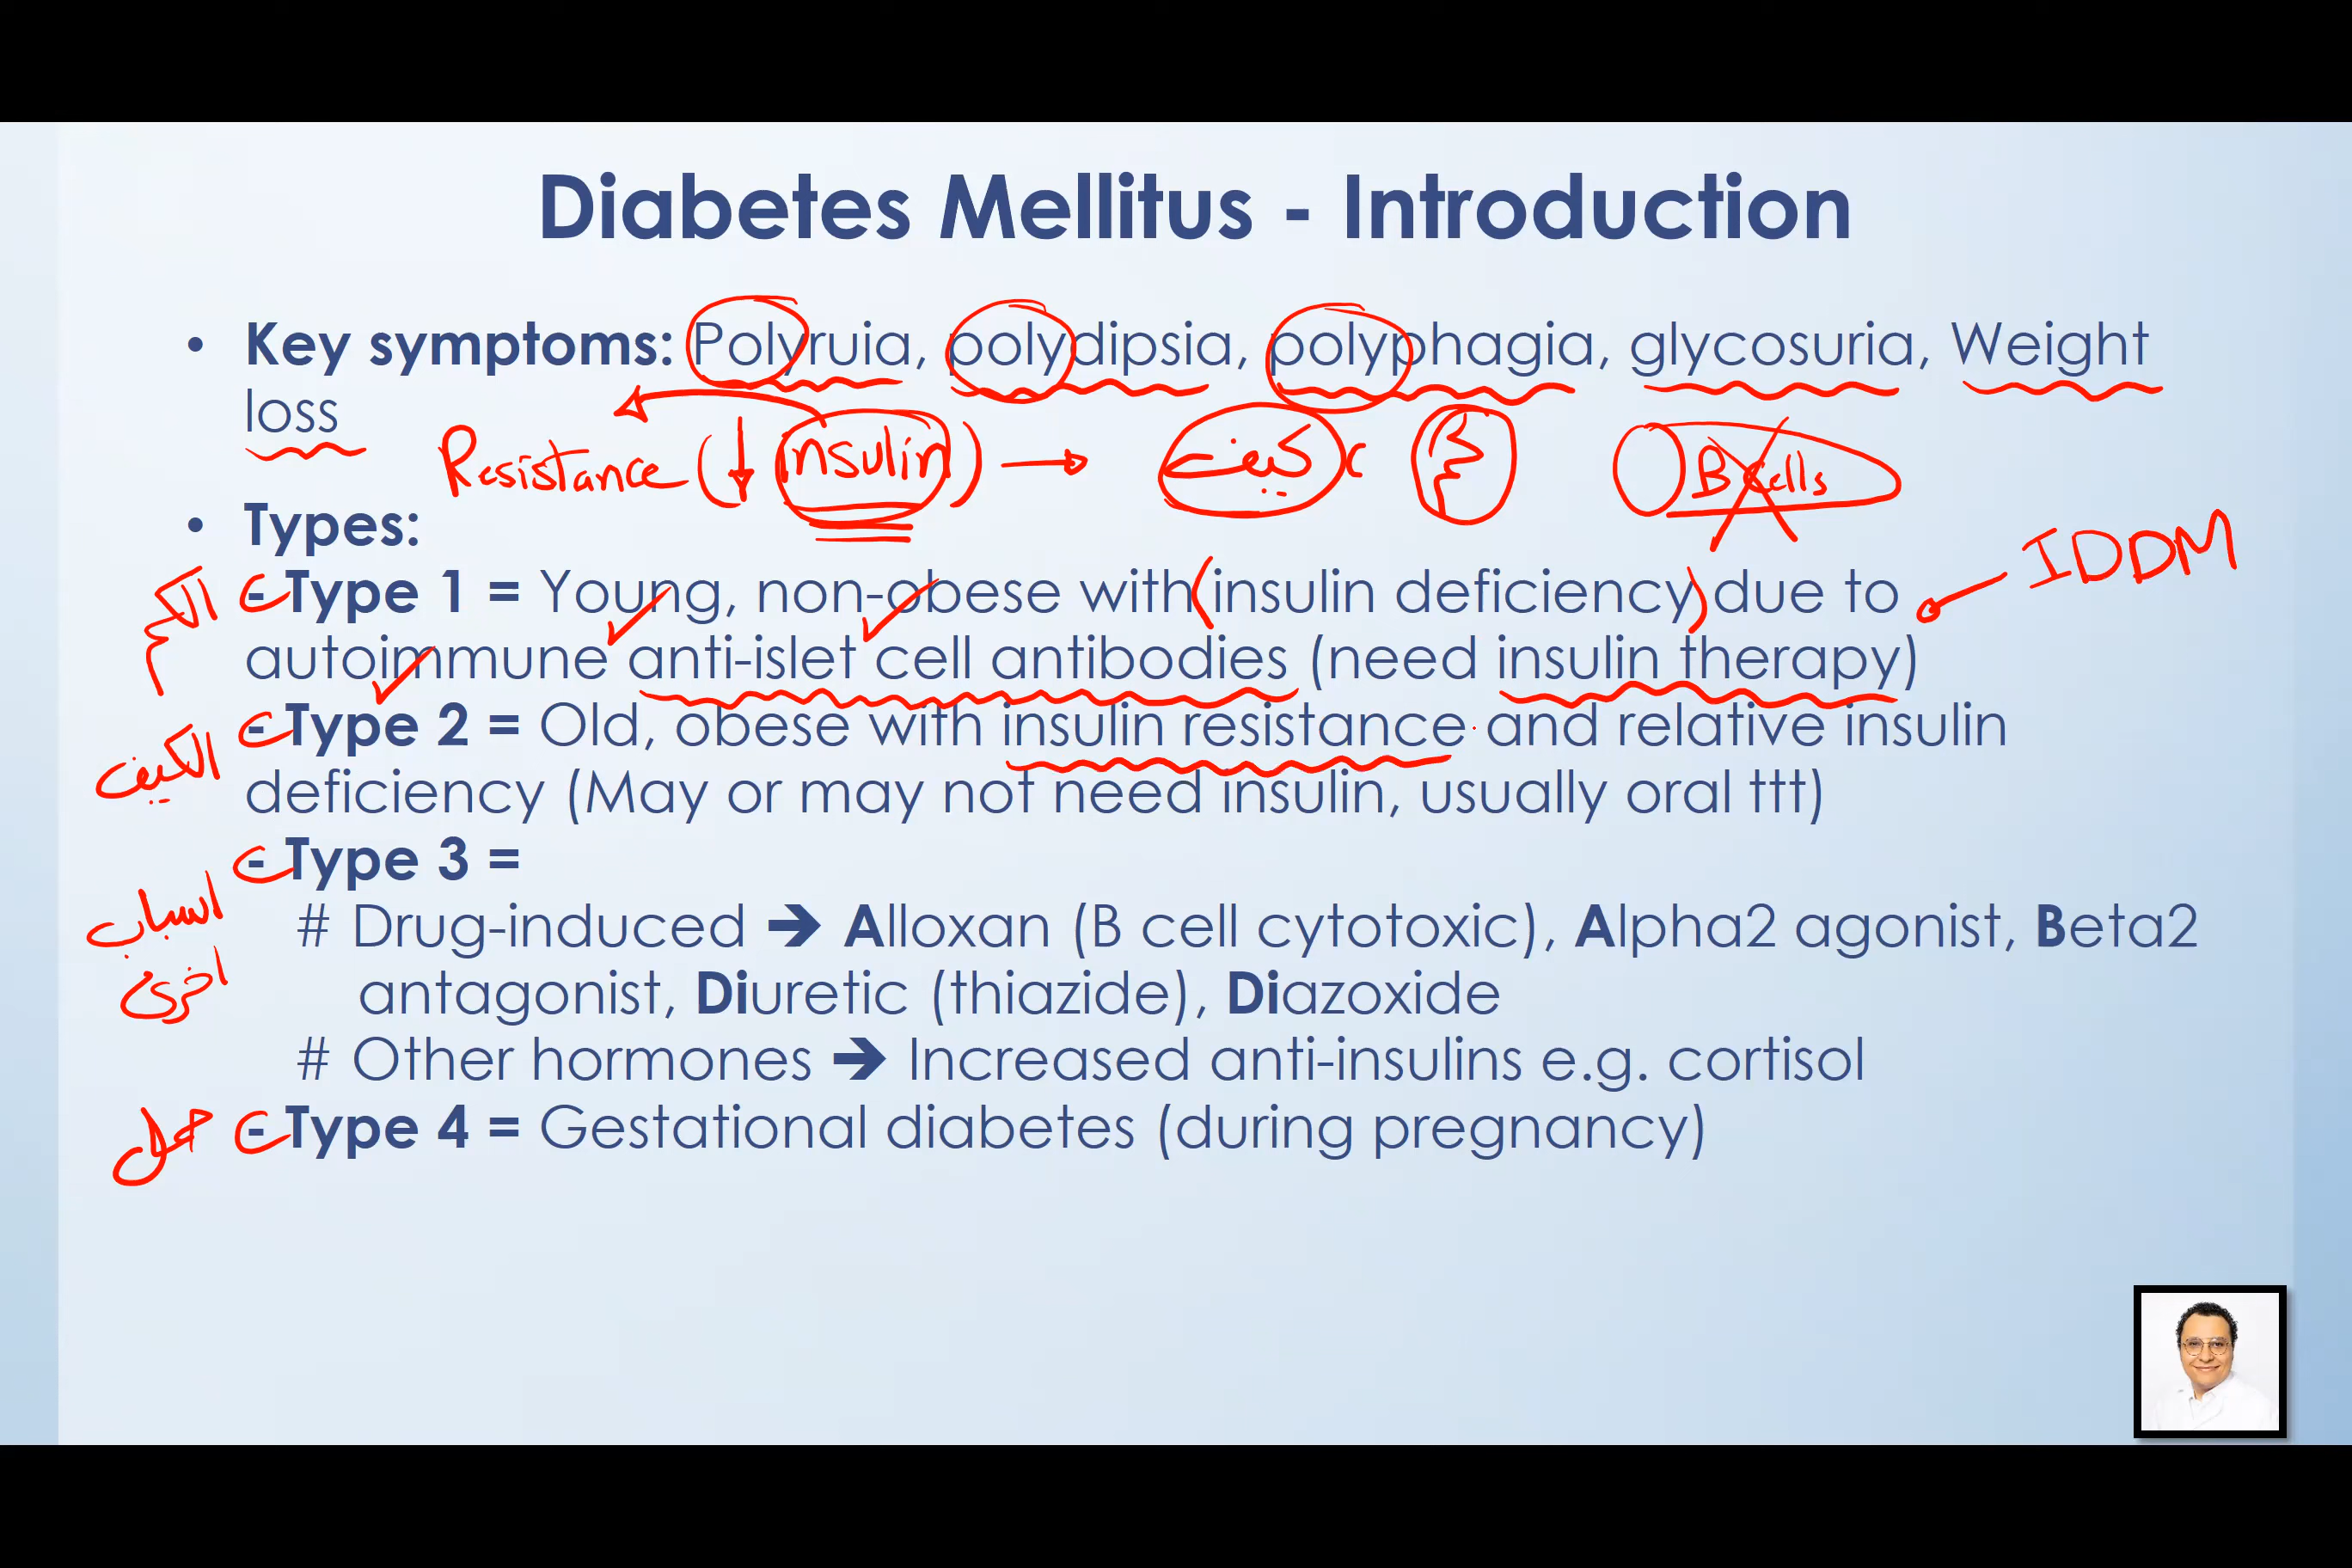 Diabetes Mellitus - Introduction
• Key symptoms: Polyruia, polydipsia, polyphagia, glycosuria, Weight
loss
Resistance (↓ insulin) → كيف كم B cells
• Types:
IDDM
الكم
- Type 1 = Young, non-obese with (insulin deficiency) due to
autoimmune anti-islet cell antibodies (need insulin therapy)
الكيف
- Type 2 = Old, obese with insulin resistance and relative insulin
deficiency (May or may not need insulin, usually oral ttt)
- Type 3 =
اسباب
اخرى
# Drug-induced ➔ Alloxan (B cell cytotoxic), Alpha2 agonist, Beta2
antagonist, Diuretic (thiazide), Diazoxide
# Other hormones ➔ Increased anti-insulins e.g. cortisol
حمل
- Type 4 = Gestational diabetes (during pregnancy)